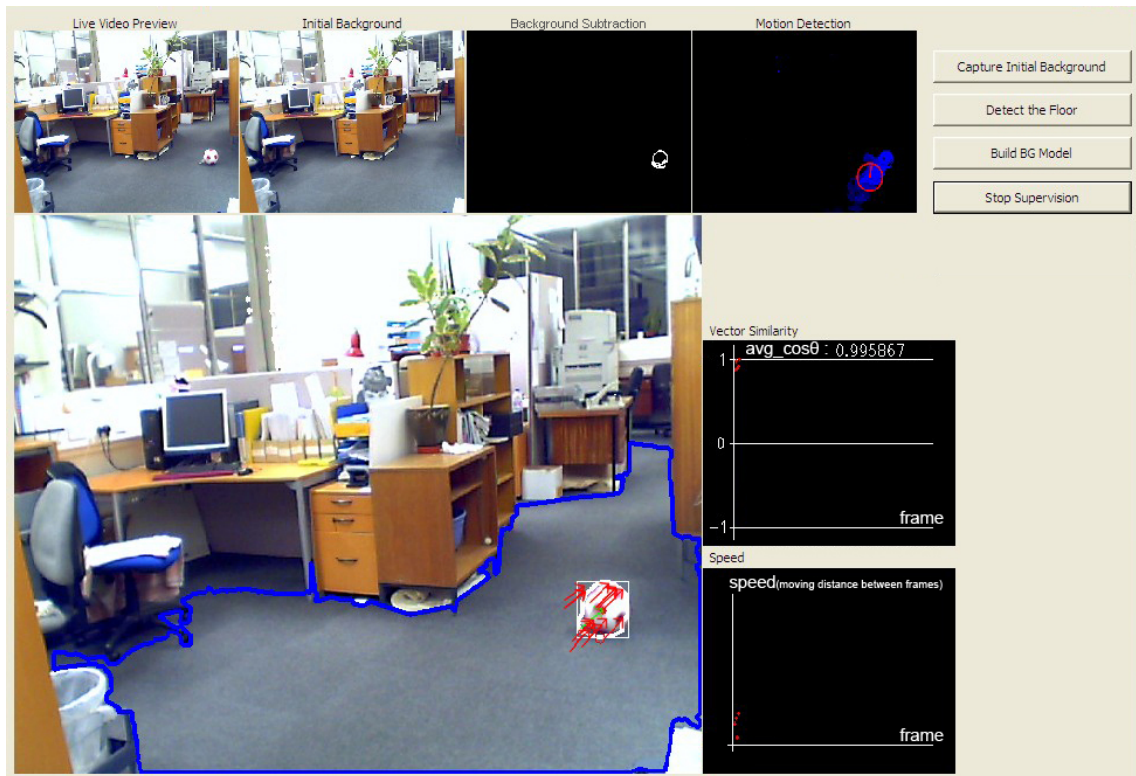 Live Video Preview
Initial Background
Background Subtraction
Motion Detection
Capture Initial Background
Detect the Floor
Build BG Model
Stop Supervision
Vector Similarity
avg_cosθ : 0.995867
1
0
-1
frame
Speed
speed(moving distance between frames)
frame